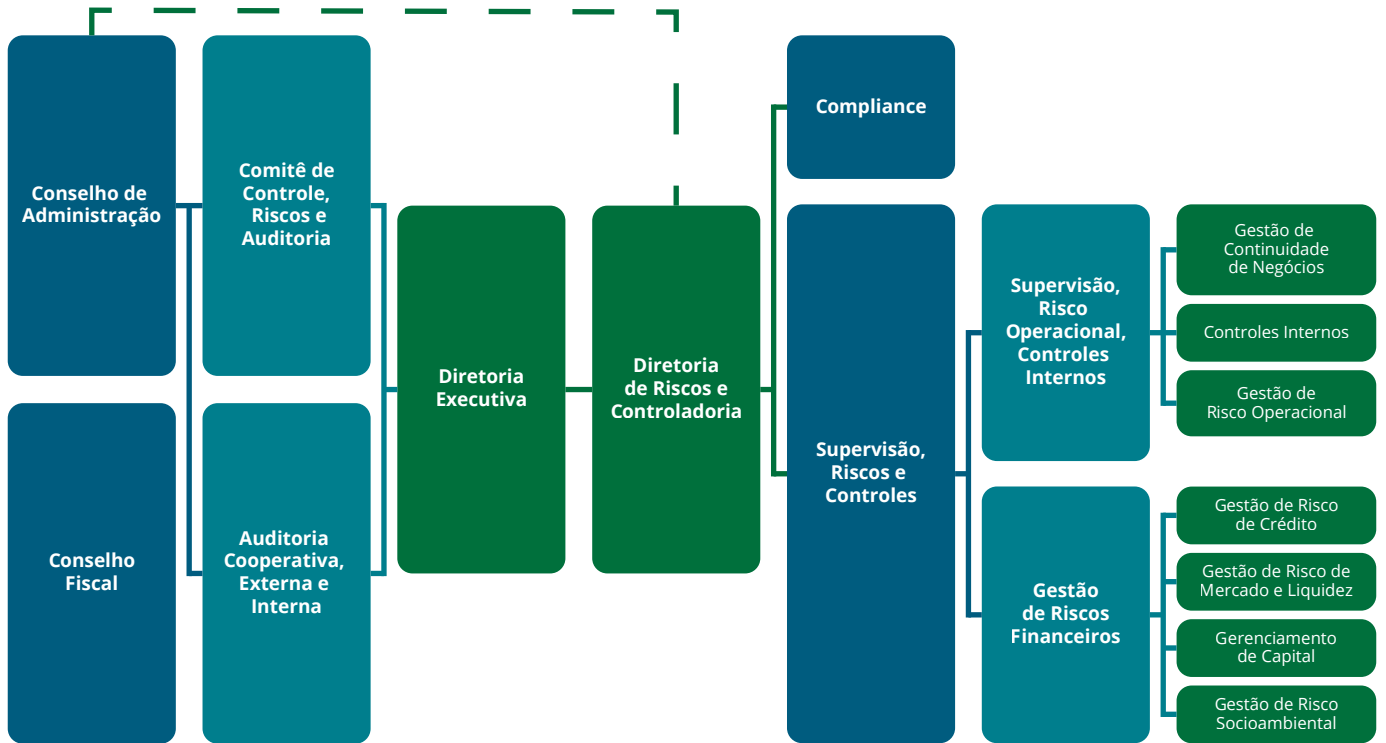 Conselho de
Administração
Conselho
Fiscal
Comitê de
Controle,
Riscos e
Auditoria
Auditoria
Cooperativa,
Externa e
Interna
Diretoria
Executiva
Diretoria
de Riscos e
Controladoria
Compliance
Supervisão,
Riscos e
Controles
Supervisão,
Risco
Operacional,
Controles
Internos
Gestão
de Riscos
Financeiros
Gestão de
Continuidade
de Negócios
Controles Internos
Gestão de
Risco Operacional
Gestão de Risco
de Crédito
Gestão de Risco de
Mercado e Liquidez
Gerenciamento
de Capital
Gestão de Risco
Socioambiental